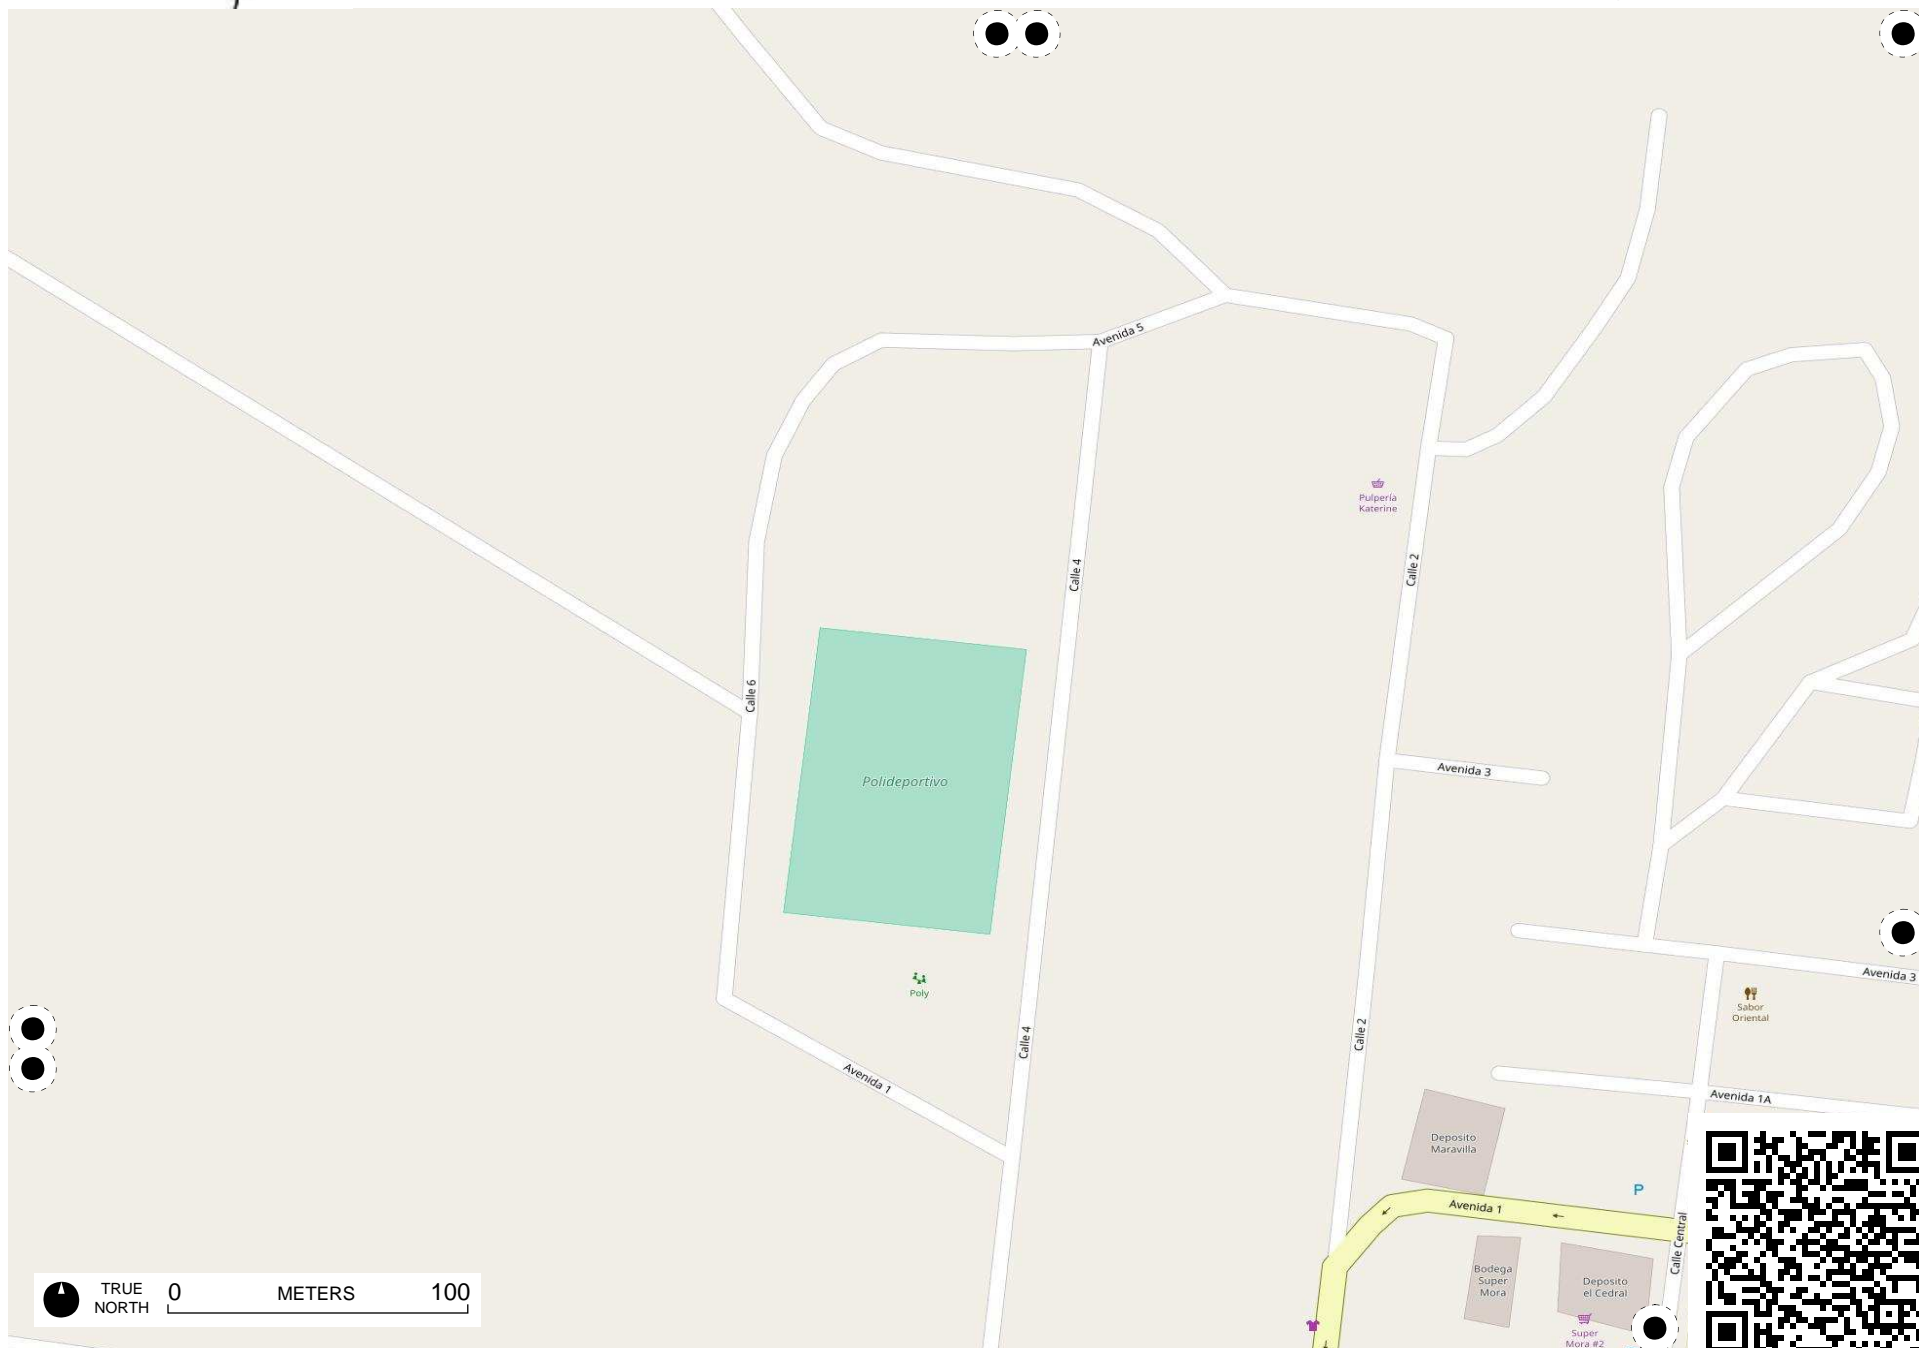 Avenida 5
Pulpería
Katerine
Calle 4
Calle 2
Calle 6
Avenida 3
Polideportivo
Avenida 3
Poly
Sabor
Oriental
Calle 4
Calle 2
Avenida 1
Avenida 1A
Deposito
Maravilla
P
Avenida 1
Calle Central
Bodega
Super
Mora
Deposito
el Cedral
TRUE
NORTH
0 METERS 100
Super
Mora #2